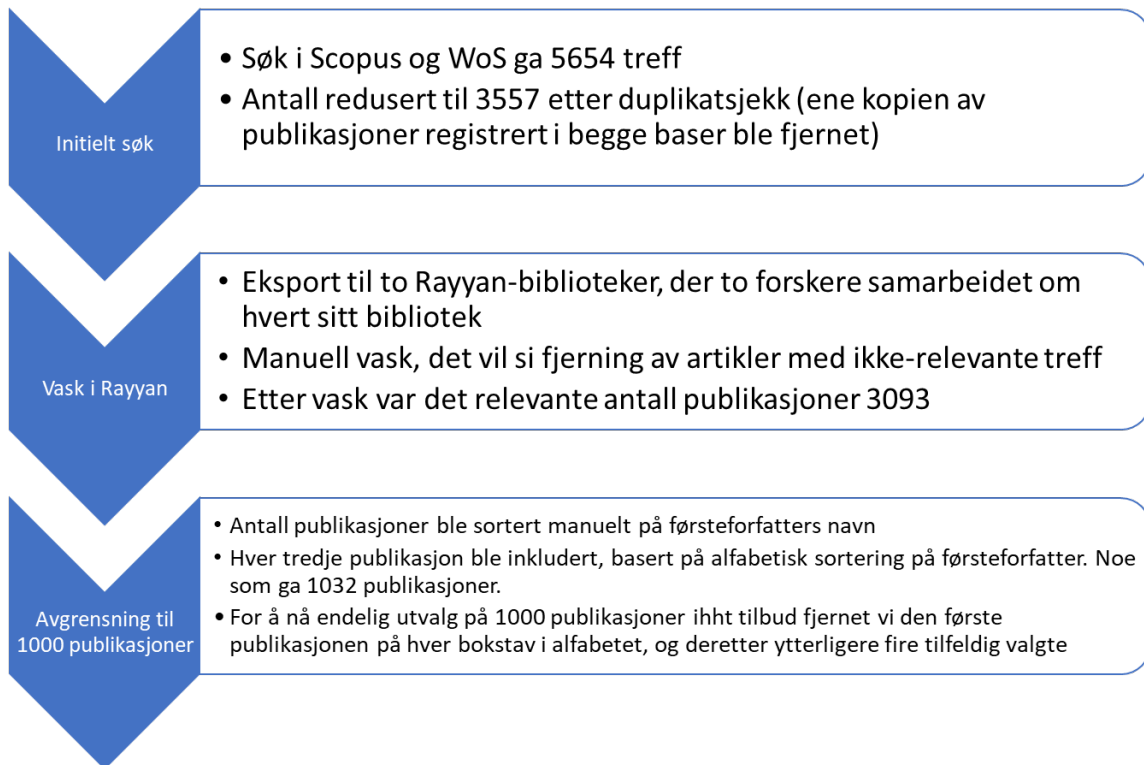 Initielt søk
• Søk i Scopus og WoS ga 5654 treff
• Antall redusert til 3557 etter duplikatsjekk (ene kopien av
publikasjoner registrert i begge baser ble fjernet)
Vask i Rayyan
• Eksport til to Rayyan-biblioteker, der to forskere samarbeidet om
hvert sitt bibliotek
• Manuell vask, det vil si fjerning av artikler med ikke-relevante treff
• Etter vask var det relevante antall publikasjoner 3093
Avgrensning til
1000 publikasjoner
• Antall publikasjoner ble sortert manuelt på førsteforfatters navn
• Hver tredje publikasjon ble inkludert, basert på alfabetisk sortering på førsteforfatter. Noe
som ga 1032 publikasjoner.
• For å nå endelig utvalg på 1000 publikasjoner ihht tilbud fjernet vi den første
publikasjonen på hver bokstav i alfabetet, og deretter ytterligere fire tilfeldig valgte